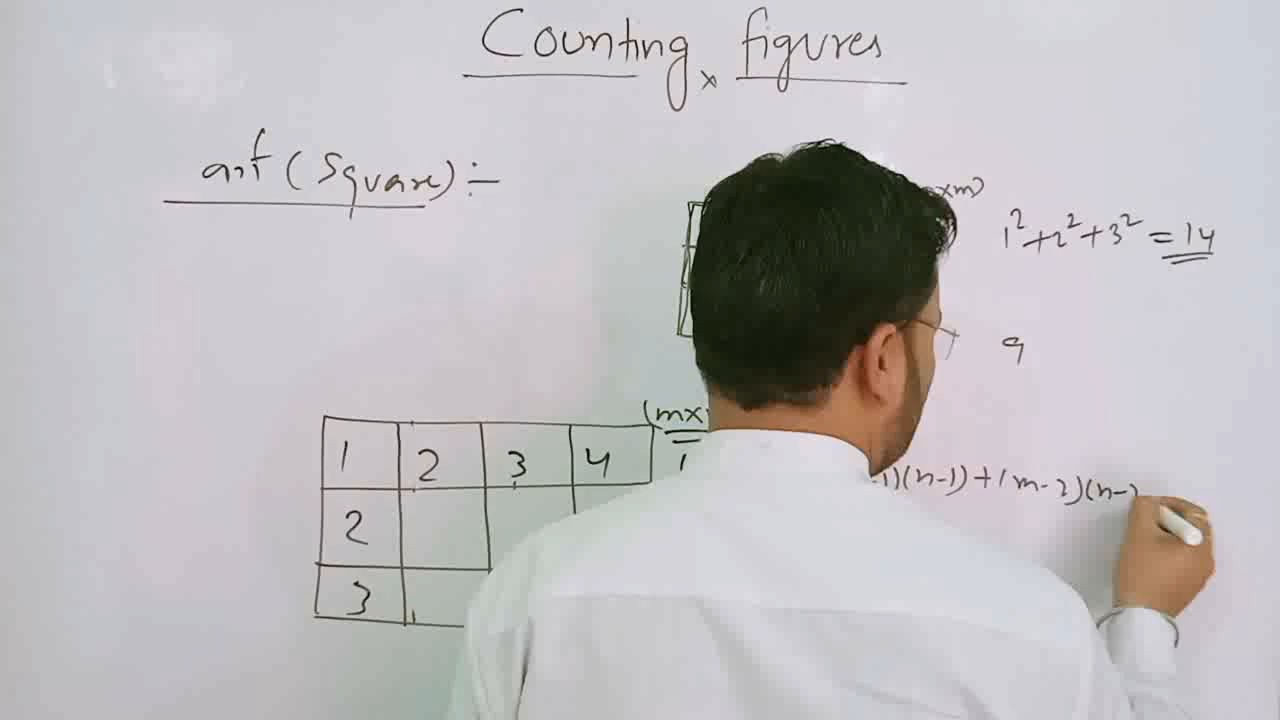 Counting figures
वर्ग (Square) :-
xm)
1² + 2² + 3² = 14
9
(mx
1 2 3 4
1)(n-1) + (m-2)(n-
2
3